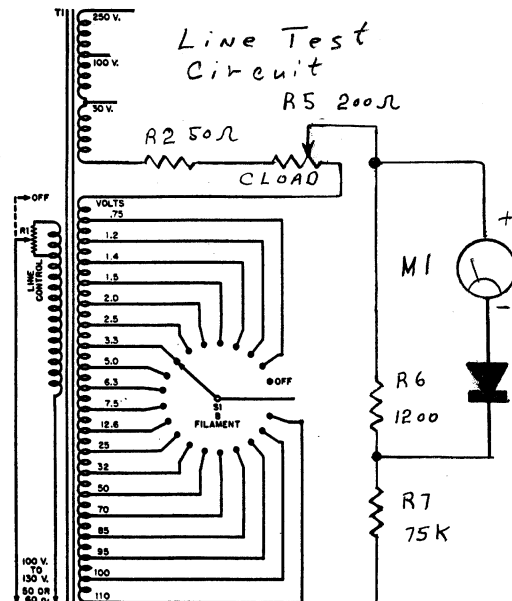 T1
250 V.
Line Test
Circuit
100 V.
30 V.
R5 200Ω
R2 50Ω
CLOAD
OFF
R1
LINE
CONTROL
VOLTS
.75
1.2
1.4
1.5
2.0
2.5
3.3
5.0
6.3
7.5
12.6
25
32
50
70
85
95
100
110
OFF
S1
B
FILAMENT
+
M1
-
R6
1200
R7
75K
100 V.
TO
130 V.
50 OR